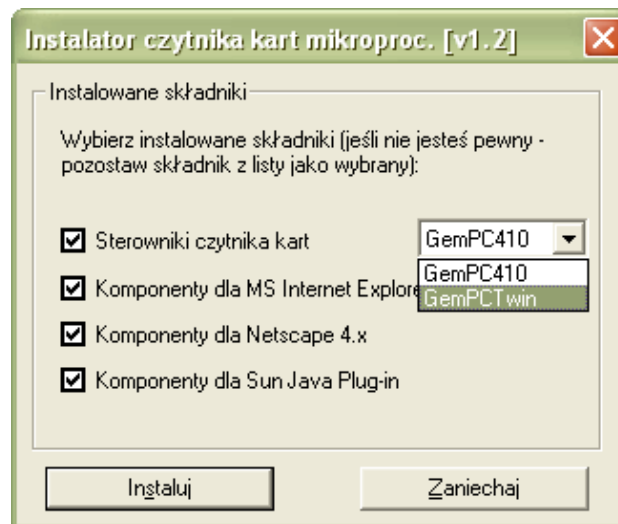 Instalator czytnika kart mikroproc. [v1.2]
Instalowane składniki
Wybierz instalowane składniki (jeśli nie jesteś pewny -
pozostaw składnik z listy jako wybrany):
Sterowniki czytnika kart
GemPC410
GemPC410
Komponenty dla MS Internet Explore
GemPCTwin
Komponenty dla Netscape 4.x
Komponenty dla Sun Java Plug-in
Instaluj
Zaniechaj